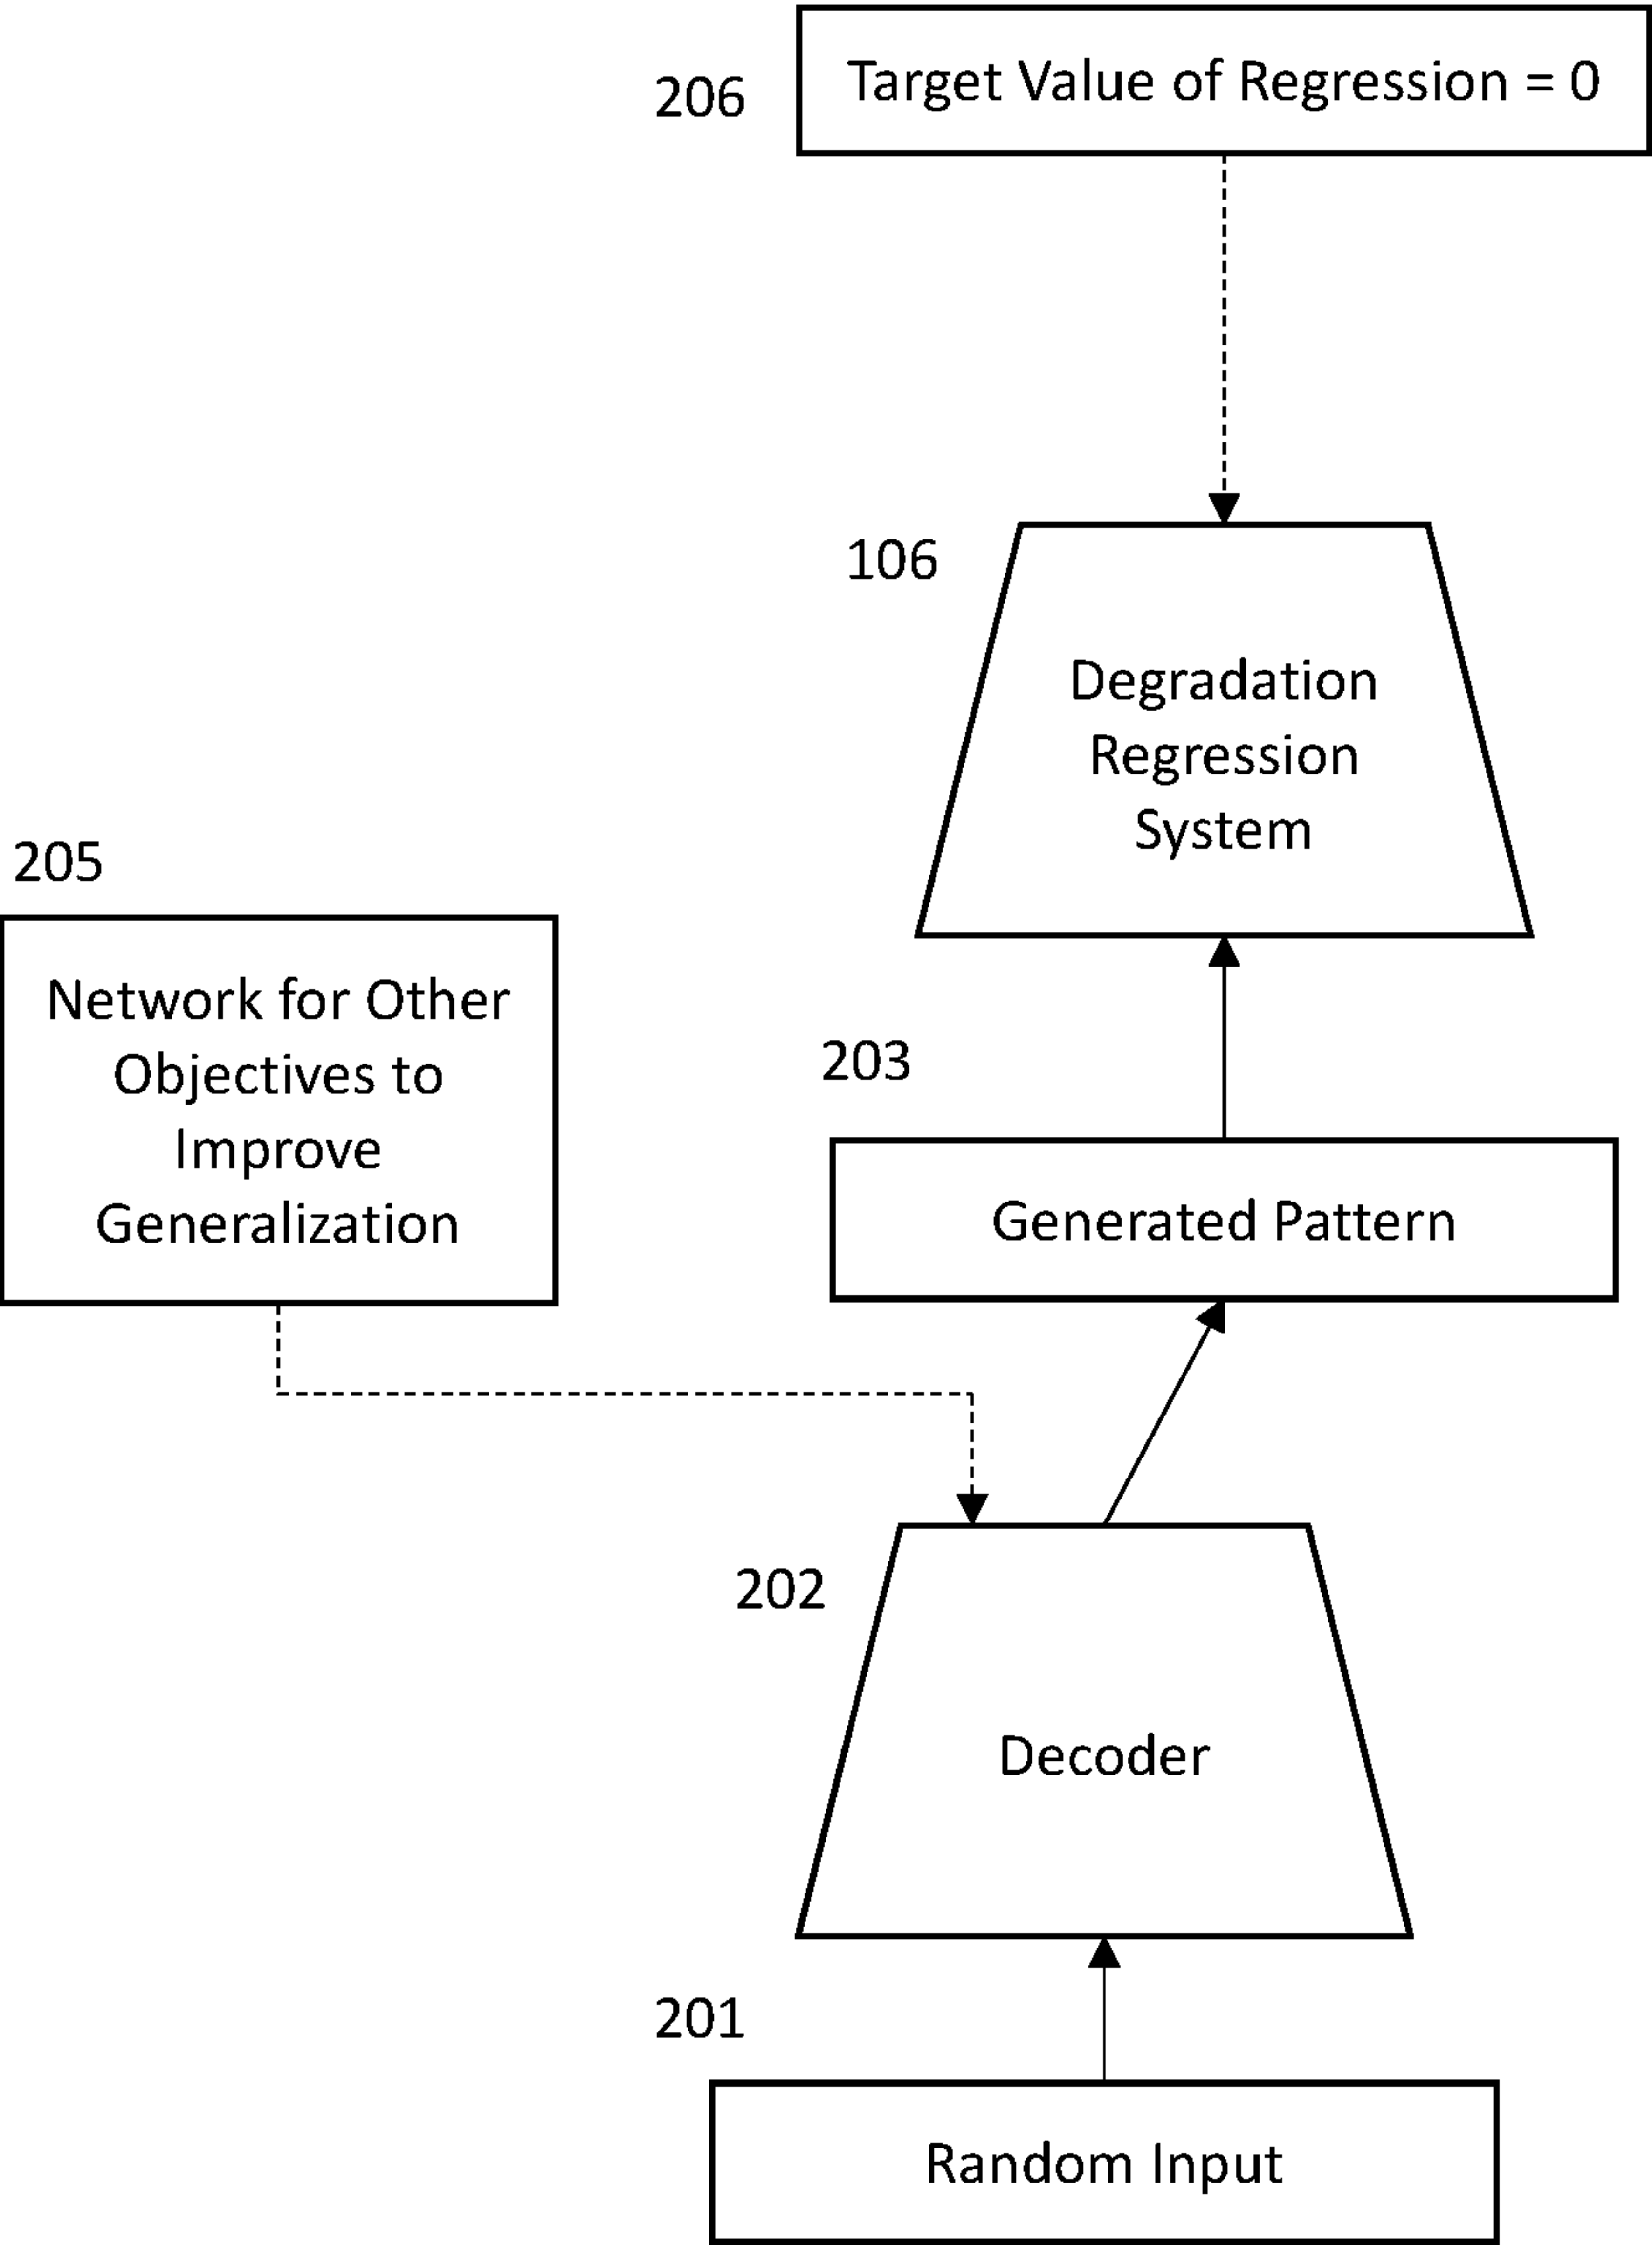 206
Target Value of Regression = 0
106
Degradation
Regression
System
205
Network for Other
Objectives to
Improve
Generalization
203
Generated Pattern
202
Decoder
201
Random Input